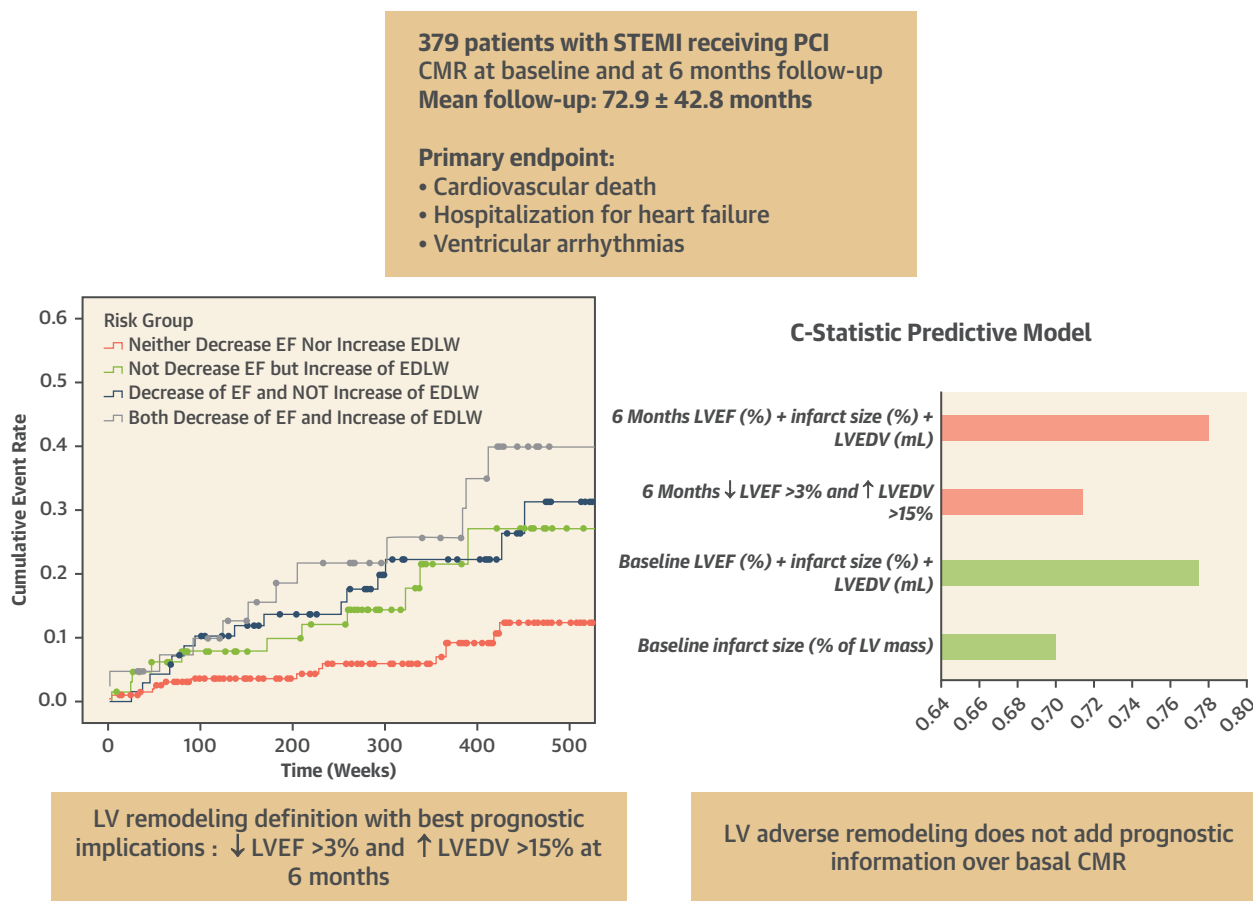 379 patients with STEMI receiving PCI
CMR at baseline and at 6 months follow-up
Mean follow-up: 72.9 ± 42.8 months
Primary endpoint:
• Cardiovascular death
• Hospitalization for heart failure
• Ventricular arrhythmias
Cumulative Event Rate
0.6
0.5
0.4
0.3
0.2
0.1
0.0
Risk Group
Neither Decrease EF Nor Increase EDLW
Not Decrease EF but Increase of EDLW
Decrease of EF and NOT Increase of EDLW
Both Decrease of EF and Increase of EDLW
0 100 200 300 400 500
Time (Weeks)
C-Statistic Predictive Model
6 Months LVEF (%) + infarct size (%) +
LVEDV (mL)
6 Months ↓ LVEF >3% and ↑ LVEDV
>15%
Baseline LVEF (%) + infarct size (%) +
LVEDV (mL)
Baseline infarct size (% of LV mass)
0.64 0.66 0.68 0.70 0.72 0.74 0.76 0.78 0.80
LV remodeling definition with best prognostic
implications : ↓ LVEF >3% and ↑ LVEDV >15% at
6 months
LV adverse remodeling does not add prognostic
information over basal CMR